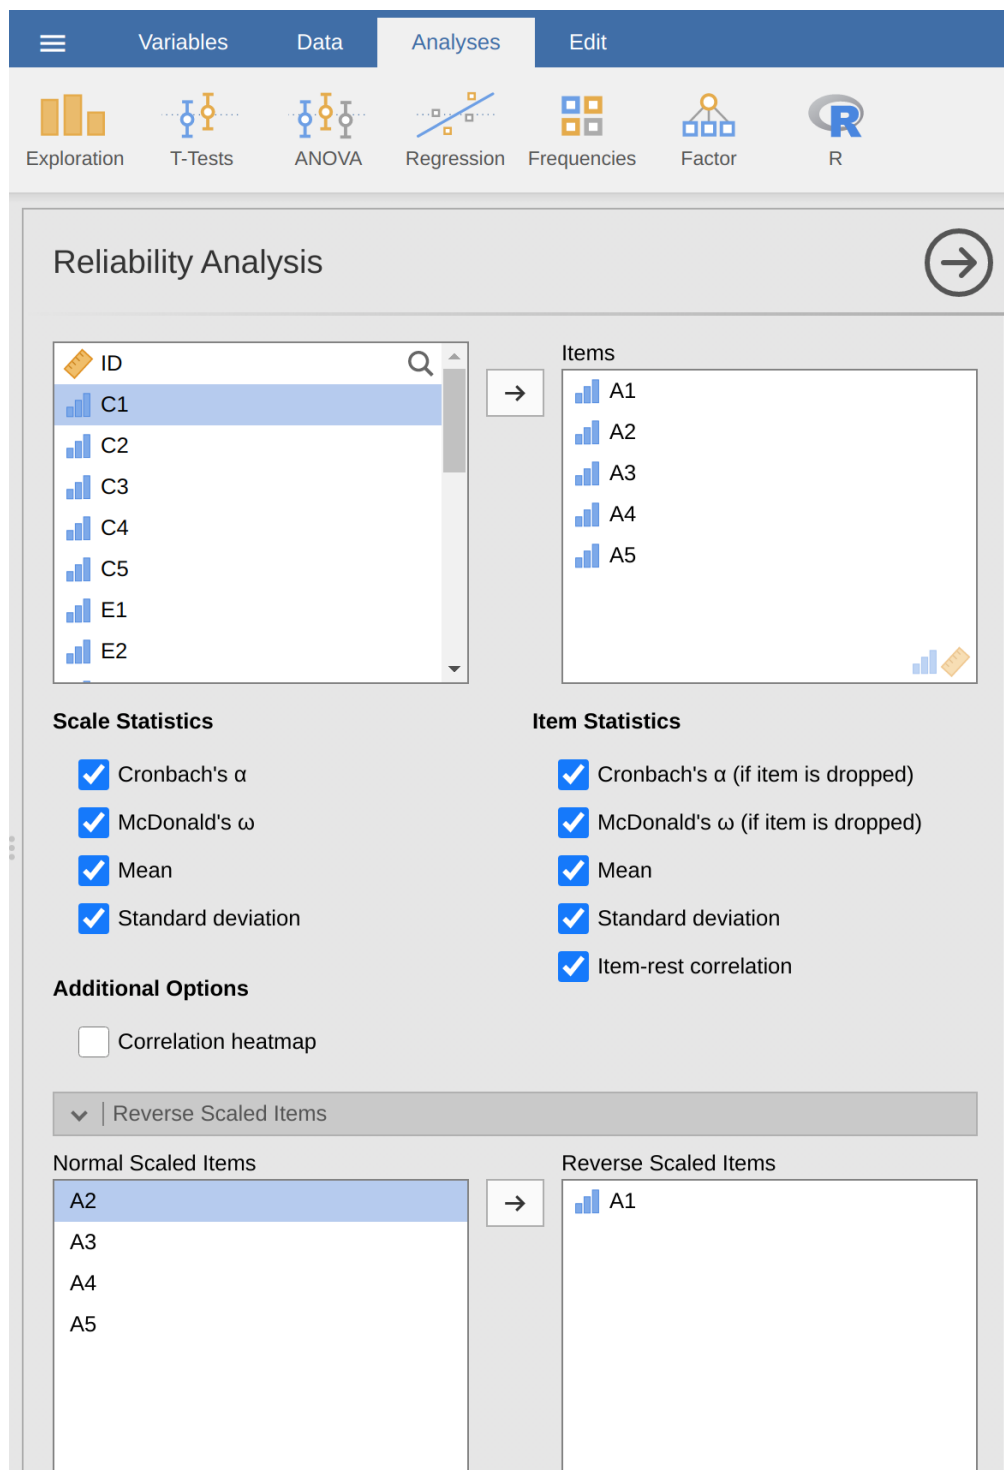 Variables Data Analyses Edit
Exploration T-Tests ANOVA Regression Frequencies Factor R
Reliability Analysis
ID
C1
C2
C3
C4
C5
E1
E2
Items
A1
A2
A3
A4
A5
Scale Statistics
Cronbach's α
McDonald's ω
Mean
Standard deviation
Item Statistics
Cronbach's α (if item is dropped)
McDonald's ω (if item is dropped)
Mean
Standard deviation
Item-rest correlation
Additional Options
Correlation heatmap
Reverse Scaled Items
Normal Scaled Items
A2
A3
A4
A5
Reverse Scaled Items
A1